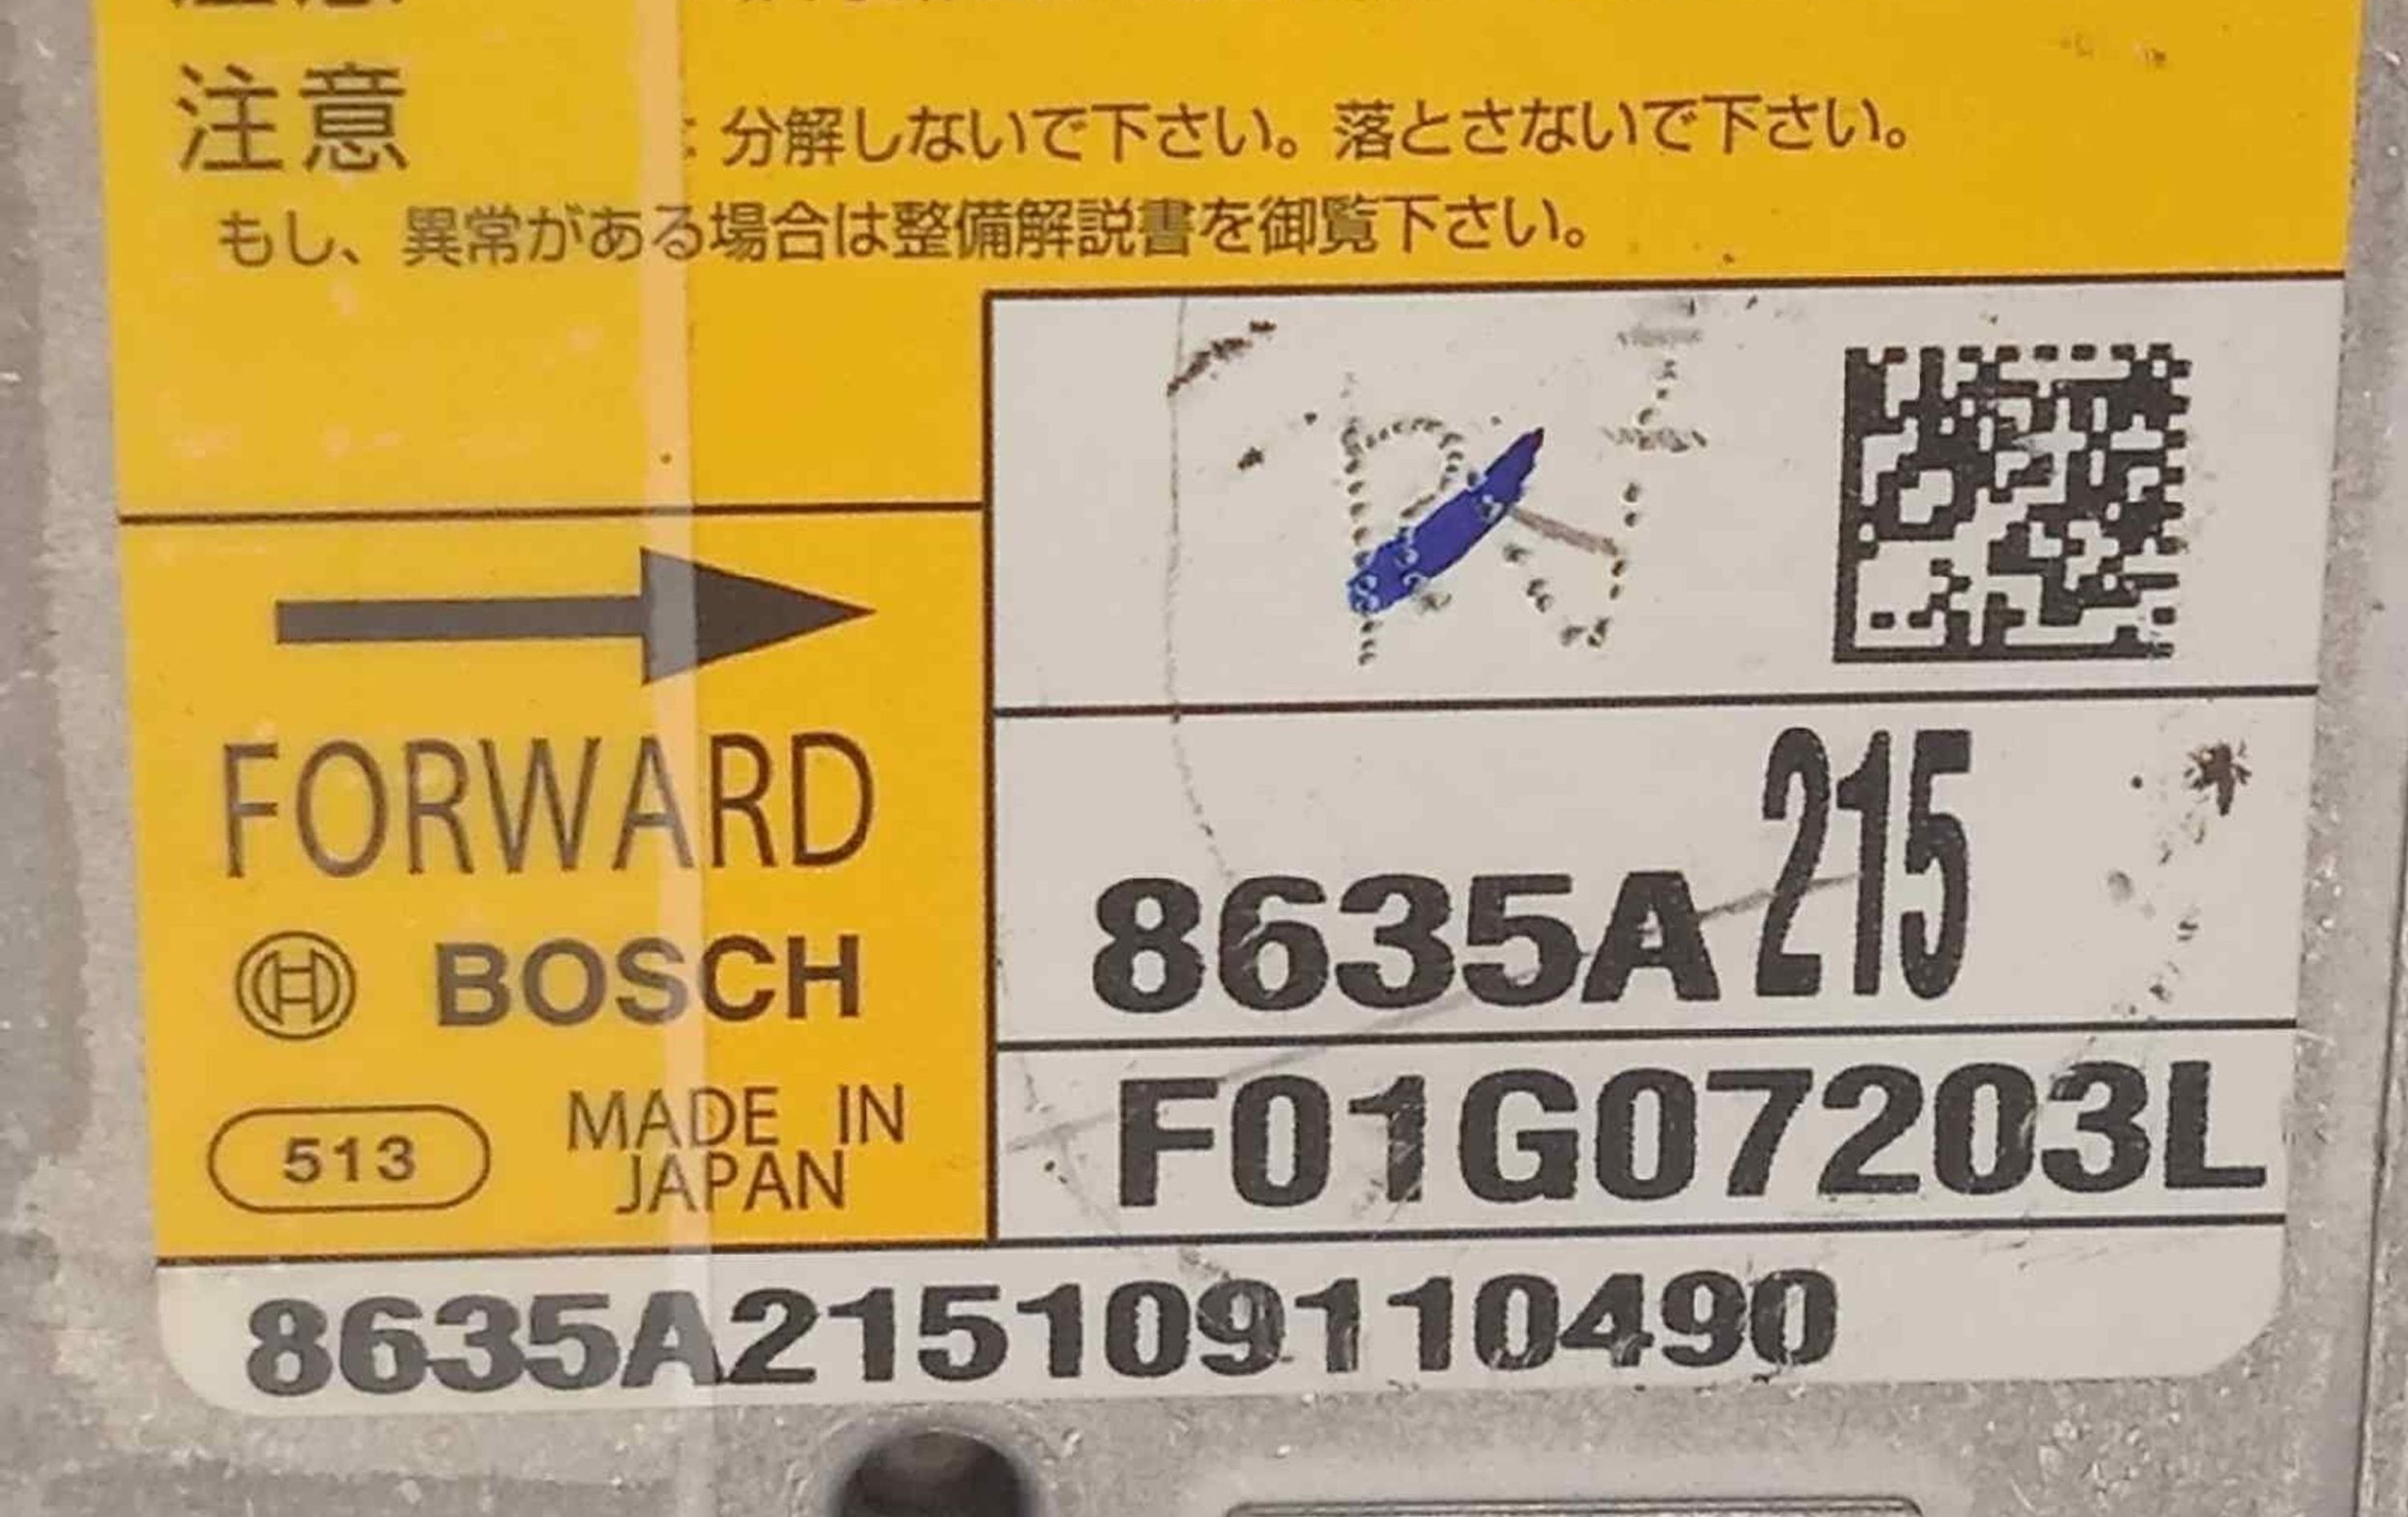 注意
: 分解しないで下さい。落とさないで下さい。
もし、異常がある場合は整備解説書を御覧下さい。
FORWARD
BOSCH
513
MADE IN
JAPAN
8635A215
F01G07203L
8635A215109110490